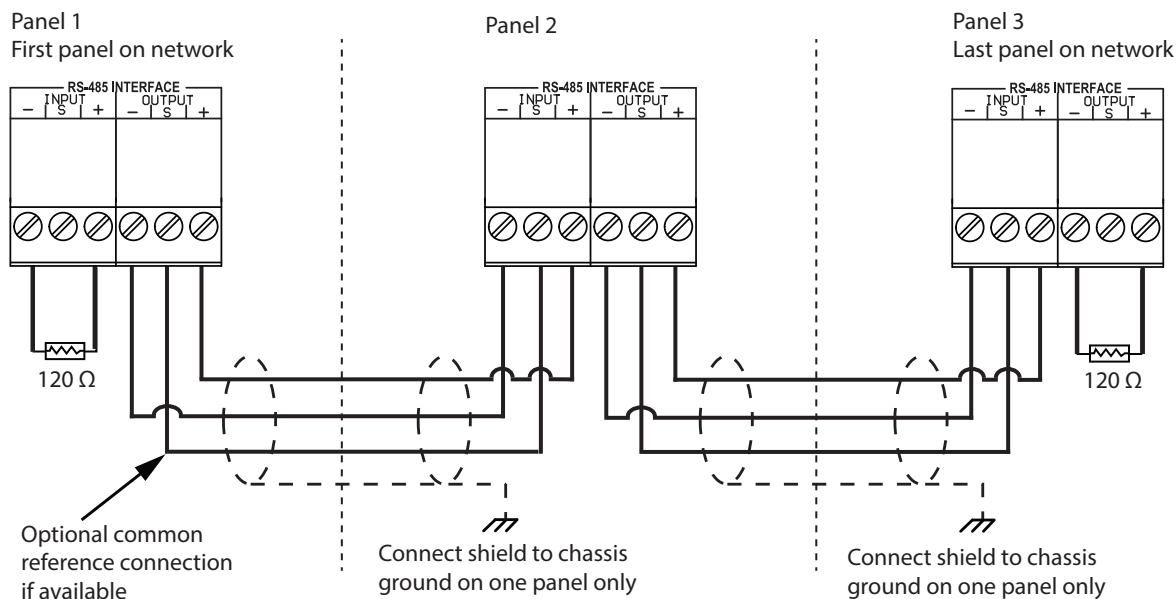 Panel 1
First panel on network
RS-485 INTERFACE
INPUT OUTPUT
- S + - S +
120 Ω
Optional common
reference connection
if available
Panel 2
RS-485 INTERFACE
INPUT OUTPUT
- S + - S +
Connect shield to chassis
ground on one panel only
Panel 3
Last panel on network
RS-485 INTERFACE
INPUT OUTPUT
- S + - S +
120 Ω
Connect shield to chassis
ground on one panel only